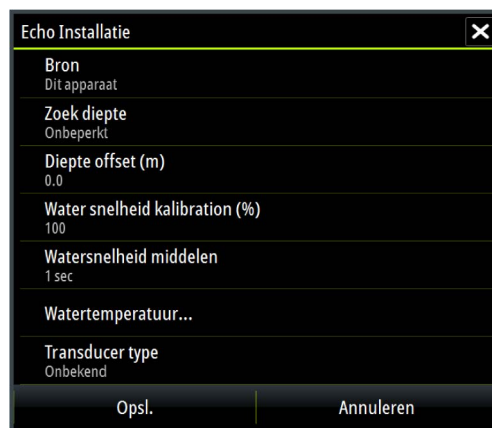 Echo Installatie
Bron
Dit apparaat
Zoek diepte
Onbeperkt
Diepte offset (m)
0.0
Water snelheid kalibration (%)
100
Watersnelheid middelen
1 sec
Watertemperatuur...
Transducer type
Onbekend
Opsl.
Annuleren